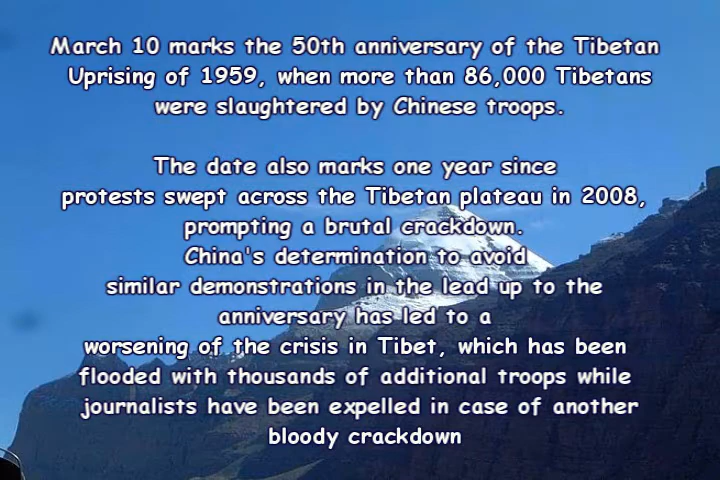 March 10 marks the 50th anniversary of the Tibetan
Uprising of 1959, when more than 86,000 Tibetans
were slaughtered by Chinese troops.
The date also marks one year since
protests swept across the Tibetan plateau in 2008,
prompting a brutal crackdown.
China's determination to avoid
similar demonstrations in the lead up to the
anniversary has led to a
worsening of the crisis in Tibet, which has been
flooded with thousands of additional troops while
journalists have been expelled in case of another
bloody crackdown